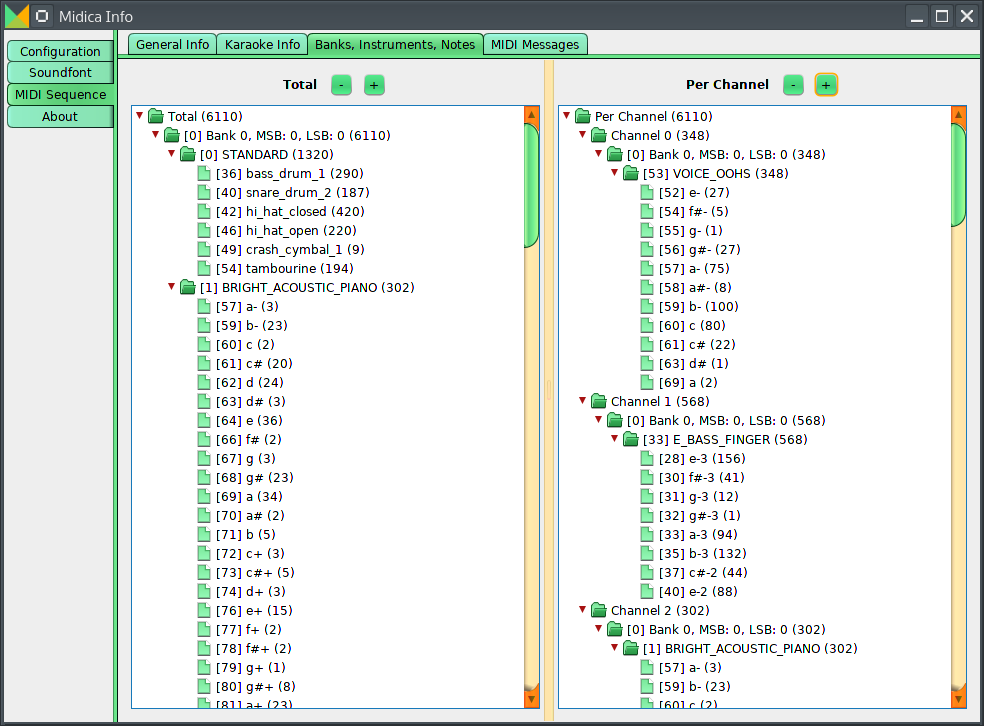 Midica Info
Configuration
Soundfont
MIDI Sequence
About
General Info
Karaoke Info
Banks, Instruments, Notes
MIDI Messages
Total - +
Total (6110)
[0] Bank 0, MSB: 0, LSB: 0 (6110)
[0] STANDARD (1320)
[36] bass_drum_1 (290)
[40] snare_drum_2 (187)
[42] hi_hat_closed (420)
[46] hi_hat_open (220)
[49] crash_cymbal_1 (9)
[54] tambourine (194)
[1] BRIGHT_ACOUSTIC_PIANO (302)
[57] a- (3)
[59] b- (23)
[60] c (2)
[61] c# (20)
[62] d (24)
[63] d# (3)
[64] e (36)
[66] f# (2)
[67] g (3)
[68] g# (23)
[69] a (34)
[70] a# (2)
[71] b (5)
[72] c+ (3)
[73] c#+ (5)
[74] d+ (3)
[76] e+ (15)
[77] f+ (2)
[78] f#+ (2)
[79] g+ (1)
[80] g#+ (8)
[81] a+ (23)
Per Channel - +
Per Channel (6110)
Channel 0 (348)
[0] Bank 0, MSB: 0, LSB: 0 (348)
[53] VOICE_OOHS (348)
[52] e- (27)
[54] f#- (5)
[55] g- (1)
[56] g#- (27)
[57] a- (75)
[58] a#- (8)
[59] b- (100)
[60] c (80)
[61] c# (22)
[63] d# (1)
[69] a (2)
Channel 1 (568)
[0] Bank 0, MSB: 0, LSB: 0 (568)
[33] E_BASS_FINGER (568)
[28] e-3 (156)
[30] f#-3 (41)
[31] g-3 (12)
[32] g#-3 (1)
[33] a-3 (94)
[35] b-3 (132)
[37] c#-2 (44)
[40] e-2 (88)
Channel 2 (302)
[0] Bank 0, MSB: 0, LSB: 0 (302)
[1] BRIGHT_ACOUSTIC_PIANO (302)
[57] a- (3)
[59] b- (23)
[60] c (2)